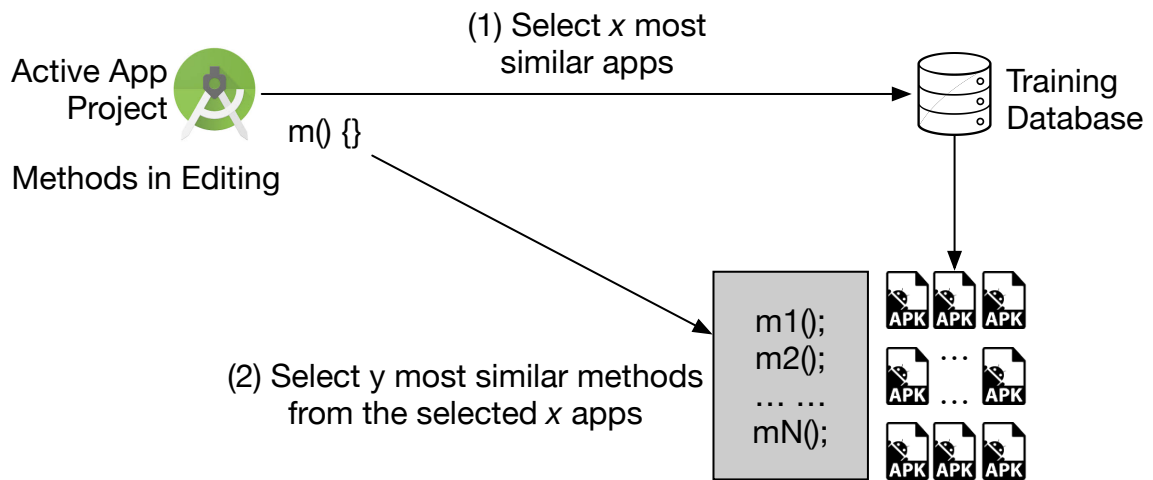 (1) Select x most
similar apps
Active App
Project
Training
Database
m() {}
Methods in Editing
m1();
m2();
... ...
mN();
(2) Select y most similar methods
from the selected x apps
APK APK APK
APK ... APK
...
APK APK APK